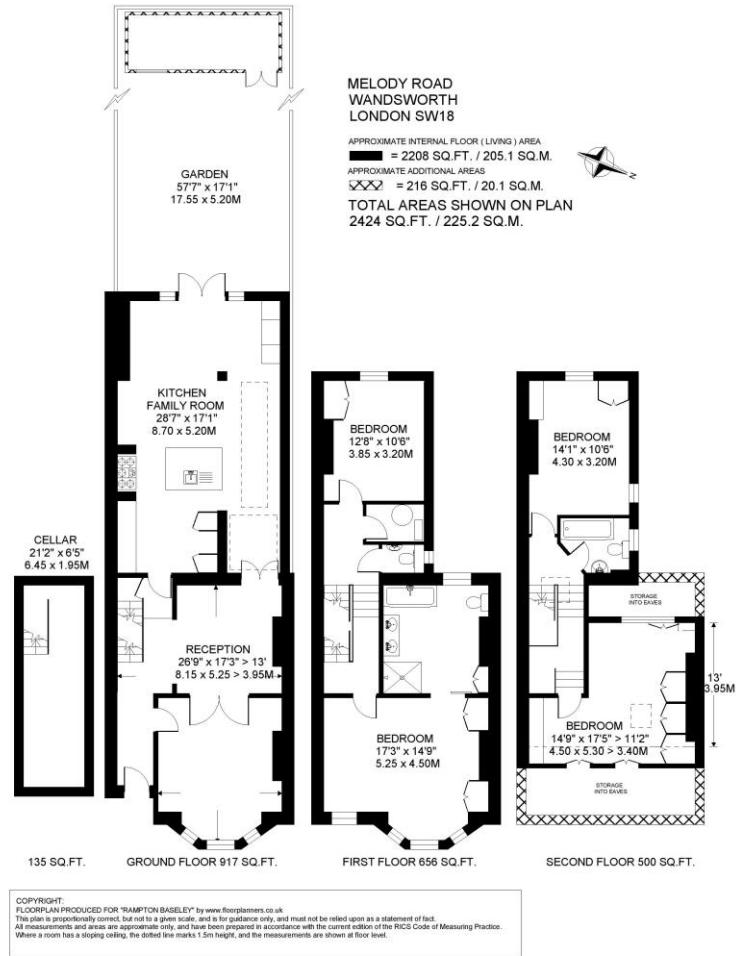 MELODY ROAD
WANDSWORTH
LONDON SW18
APPROXIMATE INTERNAL FLOOR ( LIVING ) AREA
= 2208 SQ.FT. / 205.1 SQ.M.
APPROXIMATE ADDITIONAL AREAS
= 216 SQ.FT. / 20.1 SQ.M.
TOTAL AREAS SHOWN ON PLAN
2424 SQ.FT. / 225.2 SQ.M.
N
GARDEN
57'7" x 17'1"
17.55 x 5.20M
KITCHEN
FAMILY ROOM
28'7" x 17'1"
8.70 x 5.20M
CELLAR
21'2" x 6'5"
6.45 x 1.95M
RECEPTION
26'9" x 17'3" > 13'
8.15 x 5.25 > 3.95M
BEDROOM
12'8" x 10'6"
3.85 x 3.20M
BEDROOM
17'3" x 14'9"
5.25 x 4.50M
BEDROOM
14'1" x 10'6"
4.30 x 3.20M
STORAGE
INTO EAVES
13'
3.95M
BEDROOM
14'9" x 17'5" > 11'2"
4.50 x 5.30 > 3.40M
STORAGE
INTO EAVES
135 SQ.FT.
GROUND FLOOR 917 SQ.FT.
FIRST FLOOR 656 SQ.FT.
SECOND FLOOR 500 SQ.FT.
COPYRIGHT:
FLOORPLAN PRODUCED FOR "RAMPTON BASELEY" by www.floorplanners.co.uk
This plan is proportionally correct, but not to a given scale, and is for guidance only, and must not be relied upon as a statement of fact.
All measurements and areas are approximate only, and have been prepared in accordance with the current edition of the RICS Code of Measuring Practice.
Where a room has a sloping ceiling, the dotted line marks 1.5m height, and the measurements are shown at floor level.